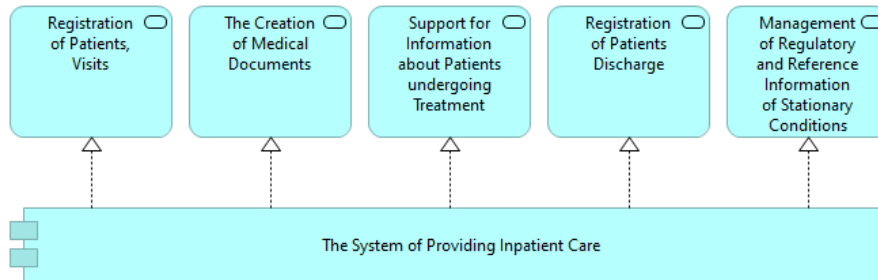 Registration
of Patients,
Visits
The Creation
of Medical
Documents
Support for
Information
about Patients
undergoing
Treatment
Registration
of Patients
Discharge
Management
of Regulatory
and Reference
Information
of Stationary
Conditions
The System of Providing Inpatient Care